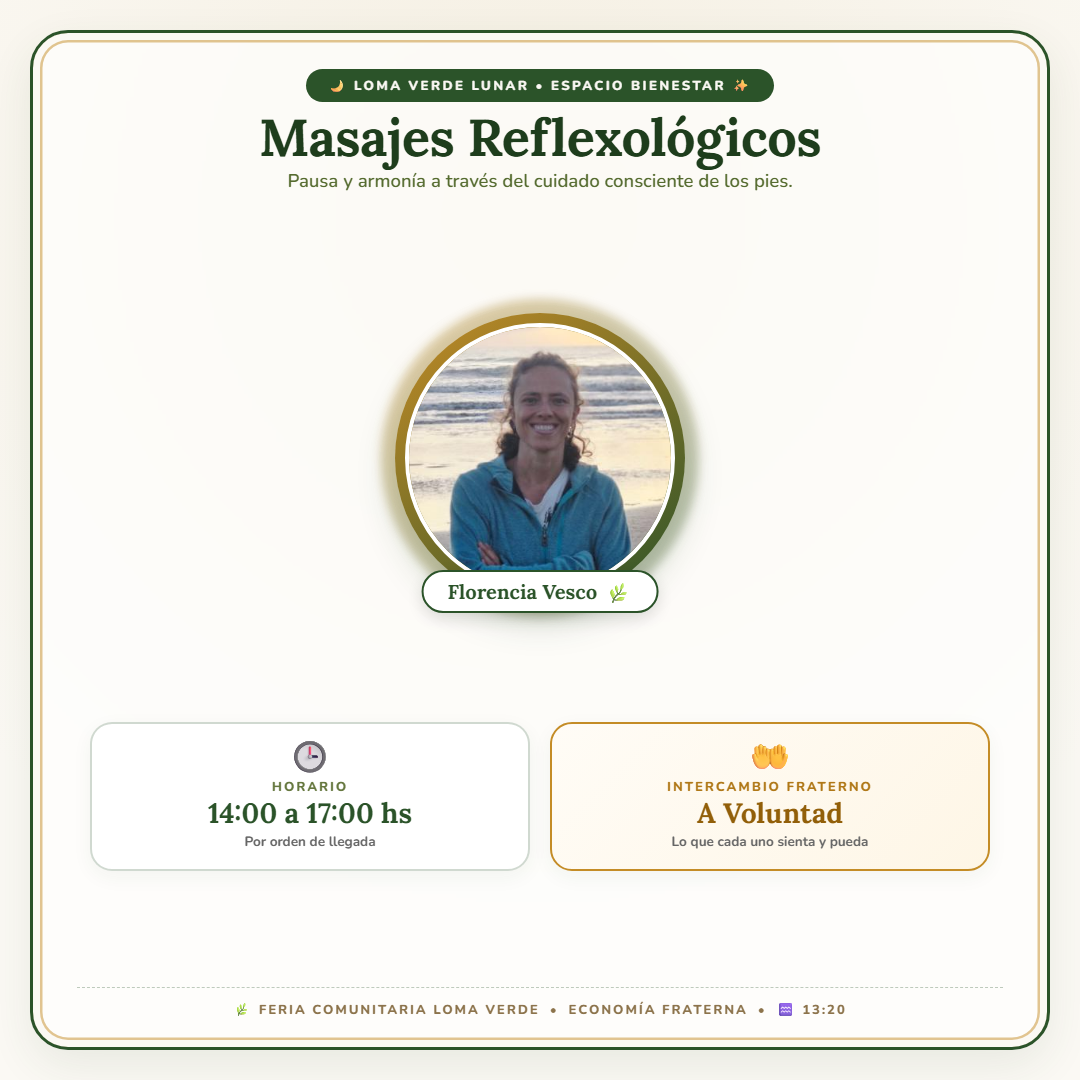 🌙 LOMA VERDE LUNAR • ESPACIO BIENESTAR ✨
Masajes Reflexológicos
Pausa y armonía a través del cuidado consciente de los pies.
Florencia Vesco 🌿
HORARIO
14:00 a 17:00 hs
Por orden de llegada
INTERCAMBIO FRATERNO
A Voluntad
Lo que cada uno sienta y pueda
🌿 FERIA COMUNITARIA LOMA VERDE • ECONOMÍA FRATERNA • ♒ 13:20